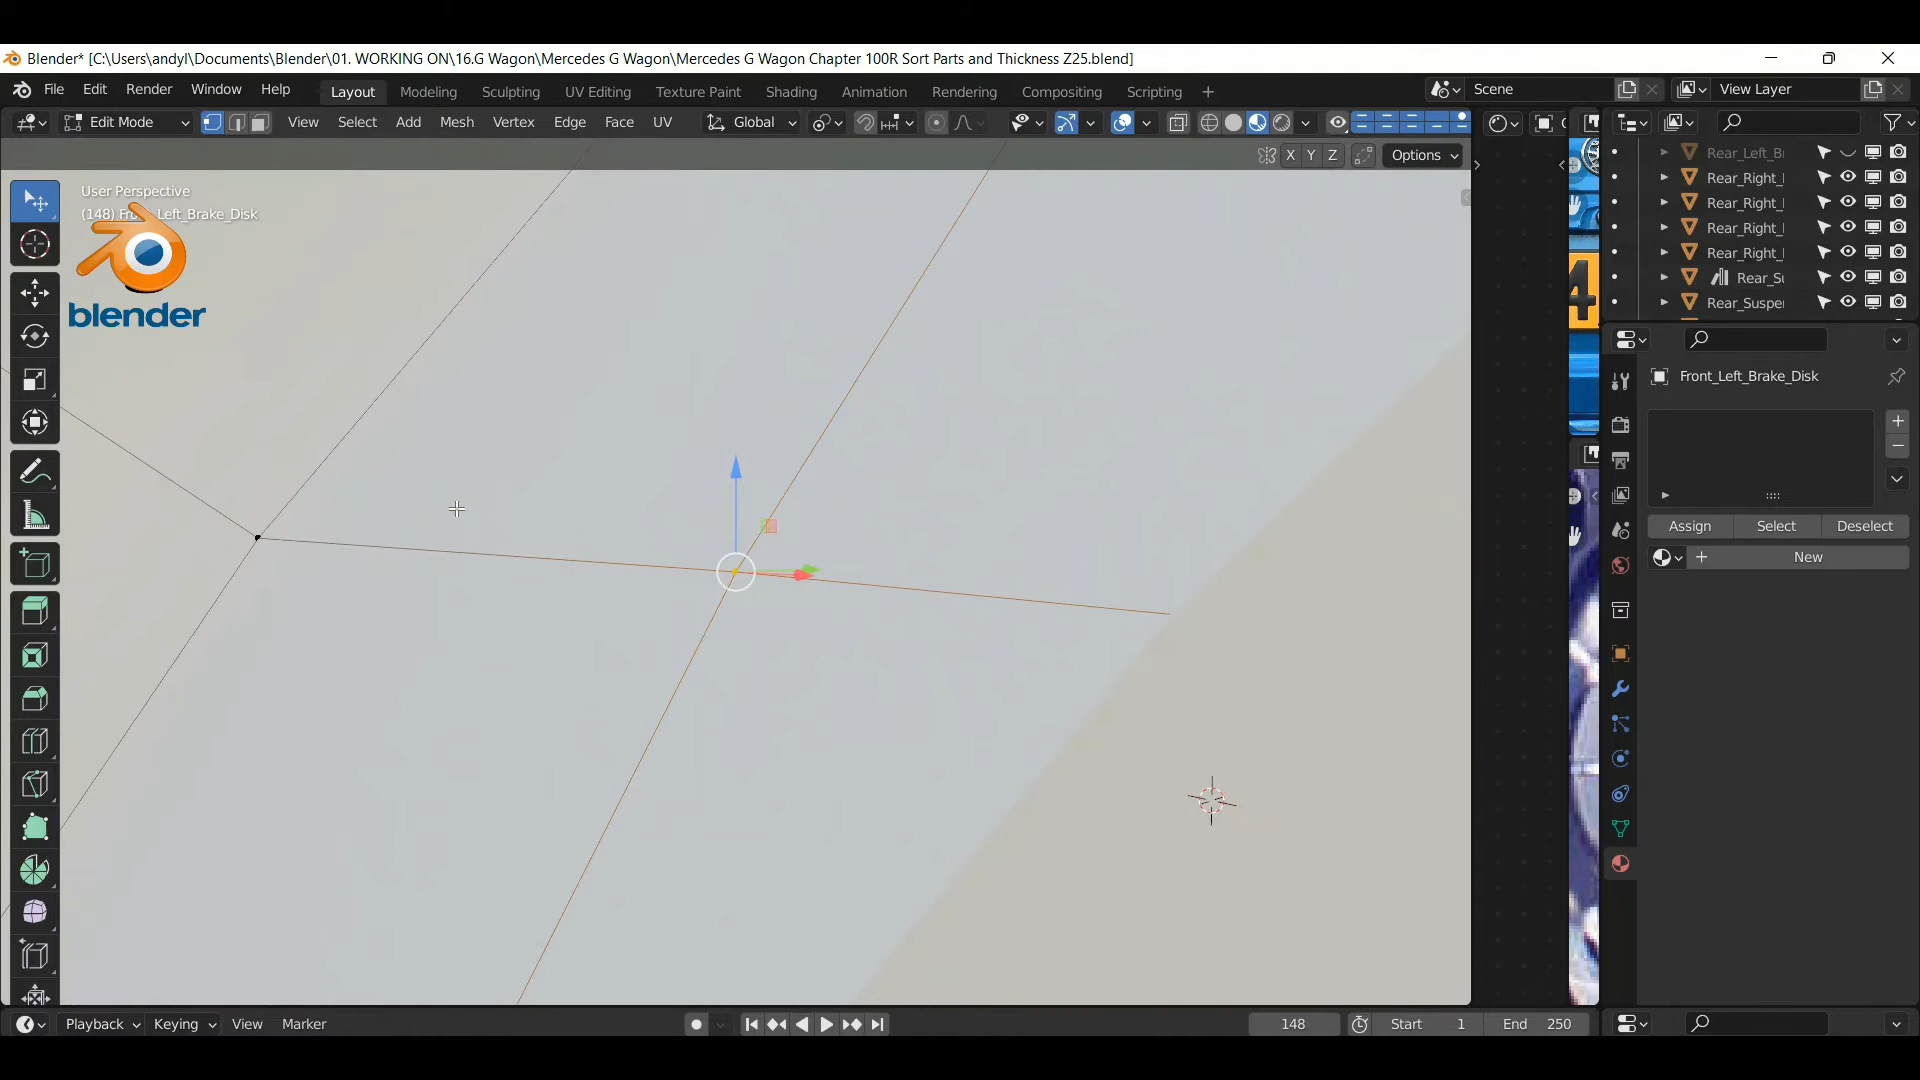 Blender* [C:\Users\andyl\Documents\Blender\01. WORKING ON\16.G Wagon\Mercedes G Wagon\Mercedes G Wagon Chapter 100R Sort Parts and Thickness Z25.blend]
File Edit Render Window Help Layout Modeling Sculpting UV Editing Texture Paint Shading Animation Rendering Compositing Scripting + Scene View Layer
Edit Mode View Select Add Mesh Vertex Edge Face UV Global
X Y Z Options
User Perspective
(148) Front_Left_Brake_Disk
blender
Rear_Left_B
Rear_Right_
Rear_Right_
Rear_Right_
Rear_Right_
Rear_Su
Rear_Suspe
4
Front_Left_Brake_Disk
Assign Select Deselect
New
Playback Keying View Marker 148 Start 1 End 250